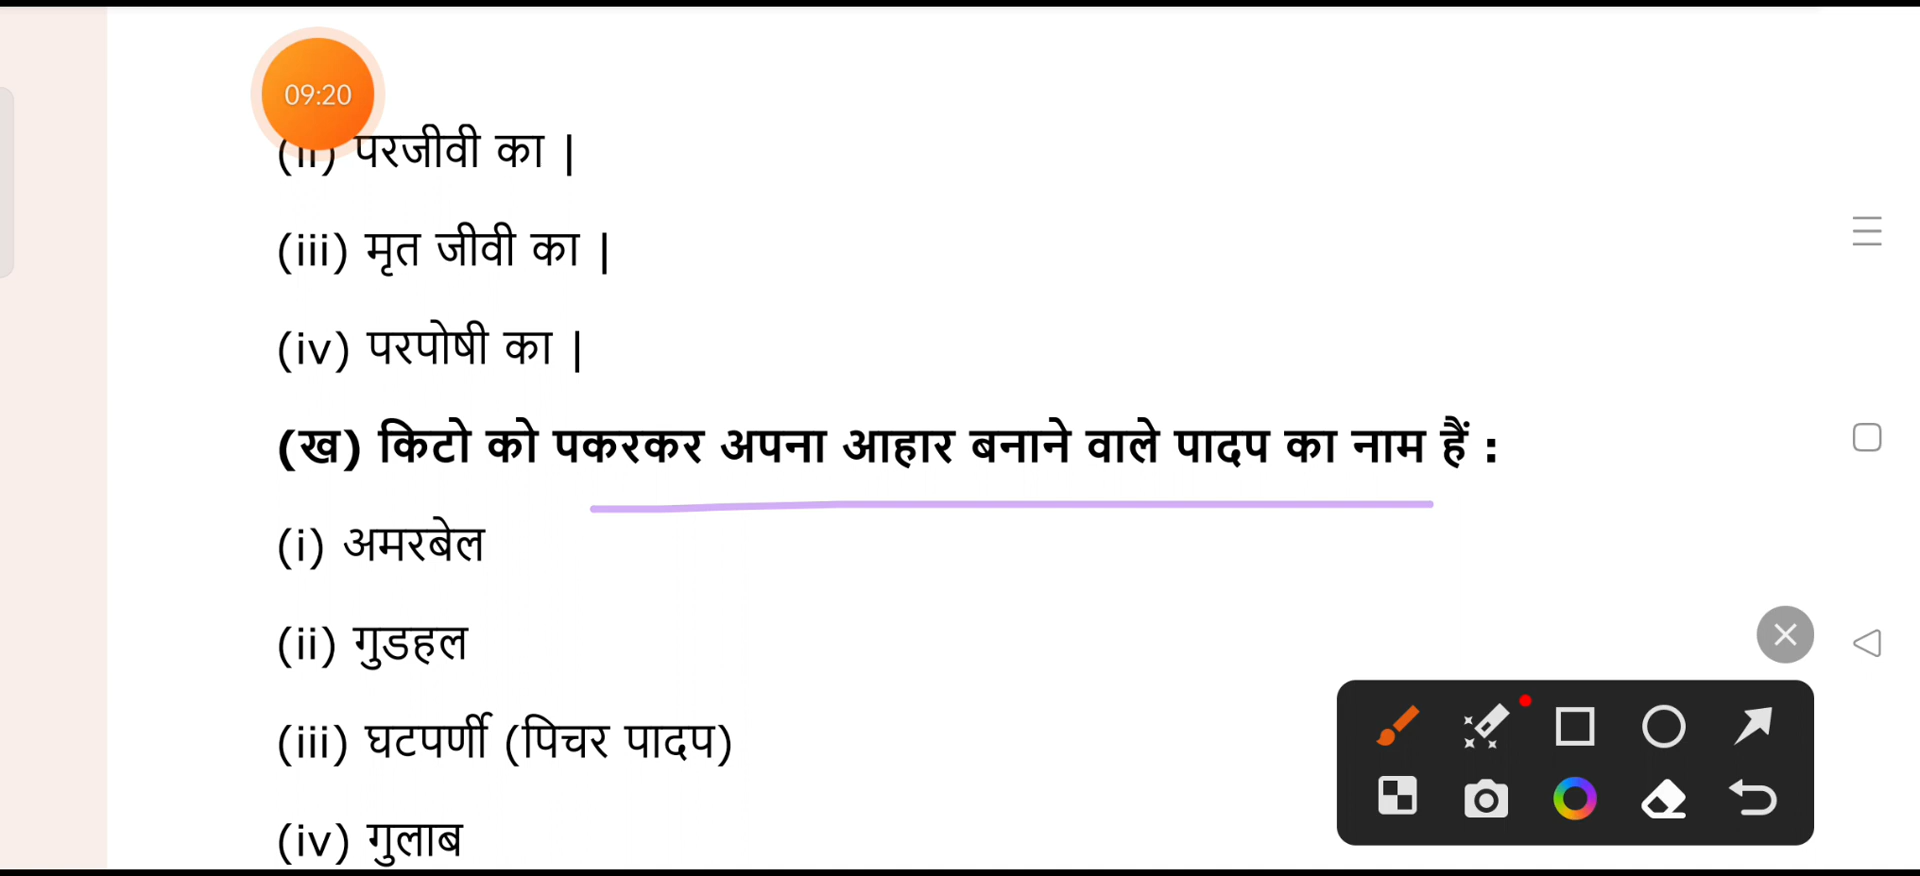 09:20
(ii) परजीवी का |
(iii) मृत जीवी का |
(iv) परपोषी का |
(ख) किटो को पकरकर अपना आहार बनाने वाले पादप का नाम हैं :
(i) अमरबेल
(ii) गुडहल
(iii) घटपर्णी (पिचर पादप)
(iv) गुलाब